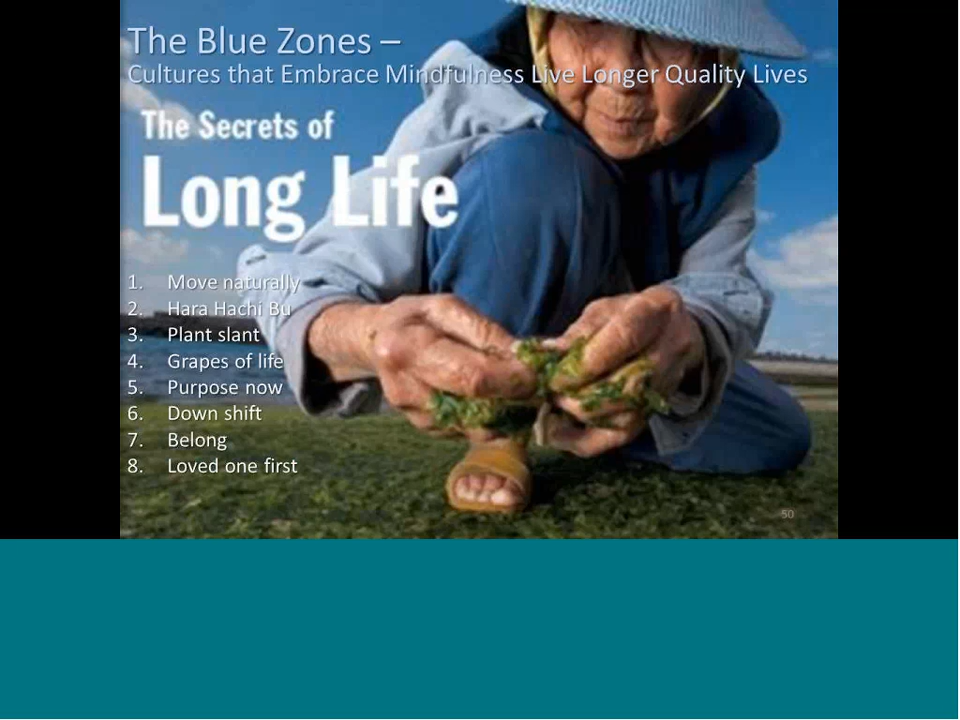 The Blue Zones –
Cultures that Embrace Mindfulness Live Longer Quality Lives
The Secrets of
Long Life
1. Move naturally
2. Hara Hachi Bu
3. Plant slant
4. Grapes of life
5. Purpose now
6. Down shift
7. Belong
8. Loved one first
50